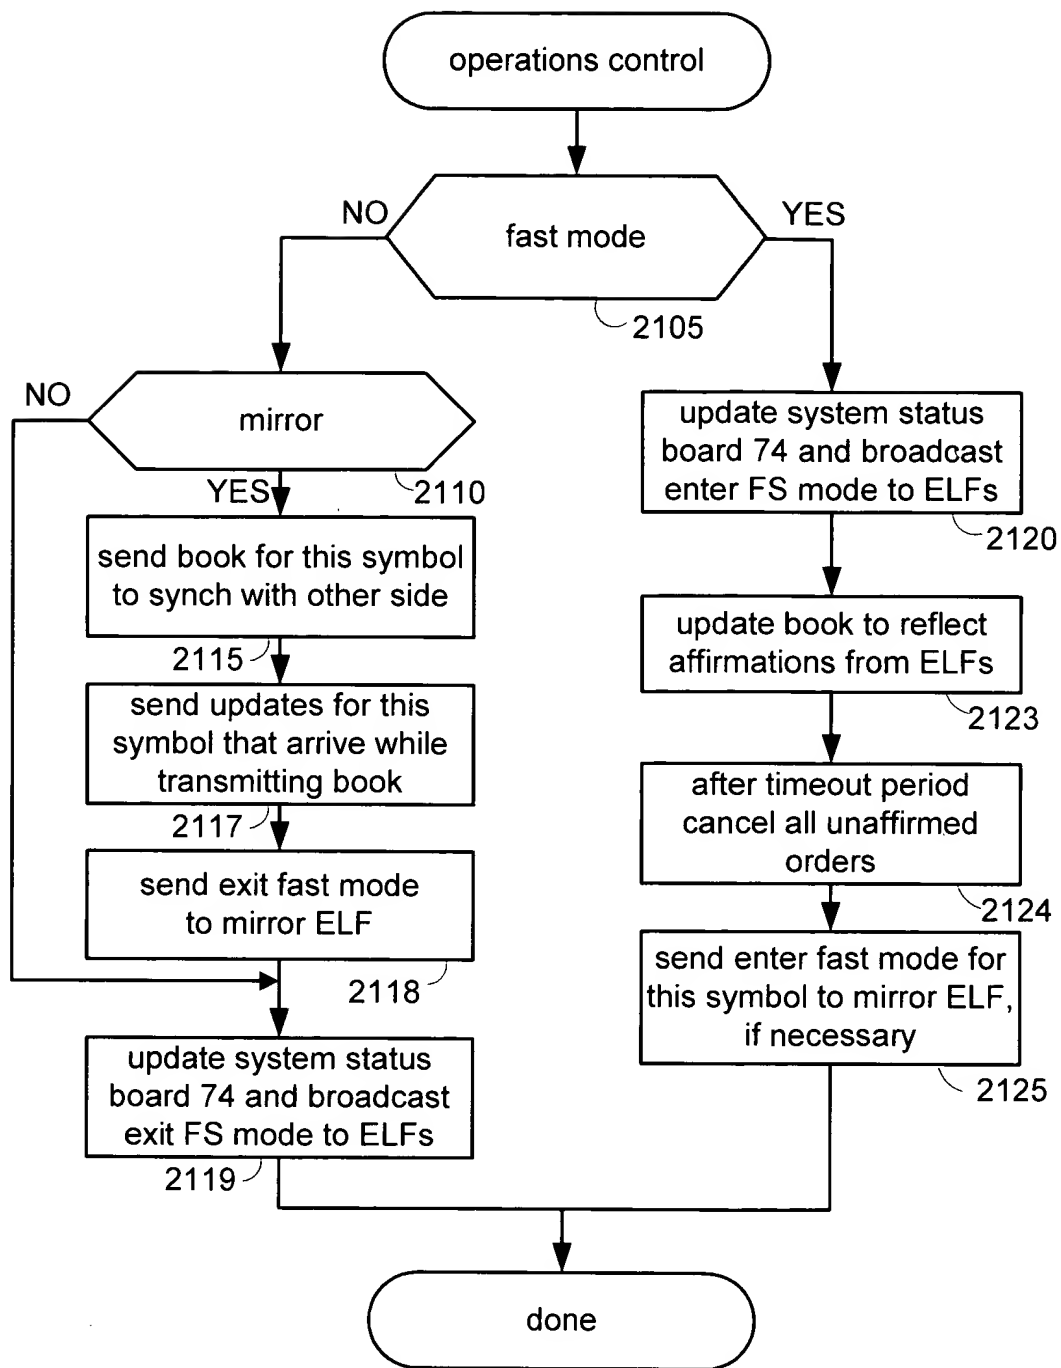 operations control
NO
YES
fast mode
2105
NO
mirror
2110
YES
send book for this symbol
to synch with other side
2115
send updates for this
symbol that arrive while
transmitting book
2117
send exit fast mode
to mirror ELF
2118
update system status
board 74 and broadcast
exit FS mode to ELFs
2119
update system status
board 74 and broadcast
enter FS mode to ELFs
2120
update book to reflect
affirmations from ELFs
2123
after timeout period
cancel all unaffirmed
orders
2124
send enter fast mode for
this symbol to mirror ELF,
if necessary
2125
done